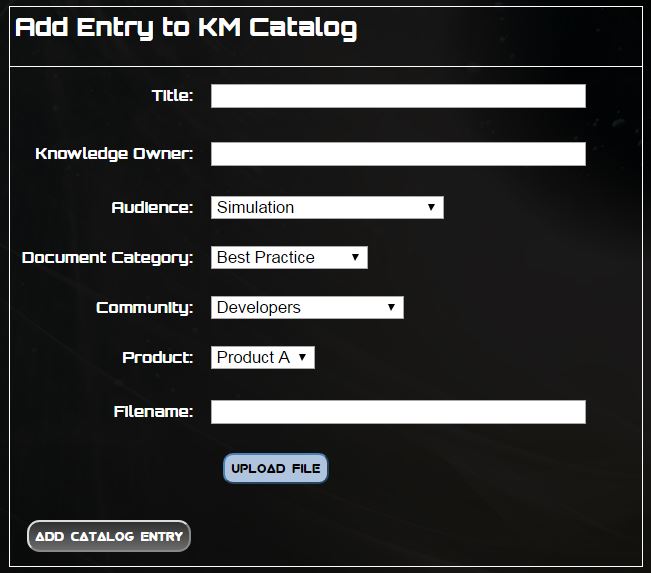 Add Entry to KM Catalog
Title:
Knowledge Owner:
Audience: Simulation
Document Category: Best Practice
Community: Developers
Product: Product A
Filename:
UPLOAD FILE
ADD CATALOG ENTRY